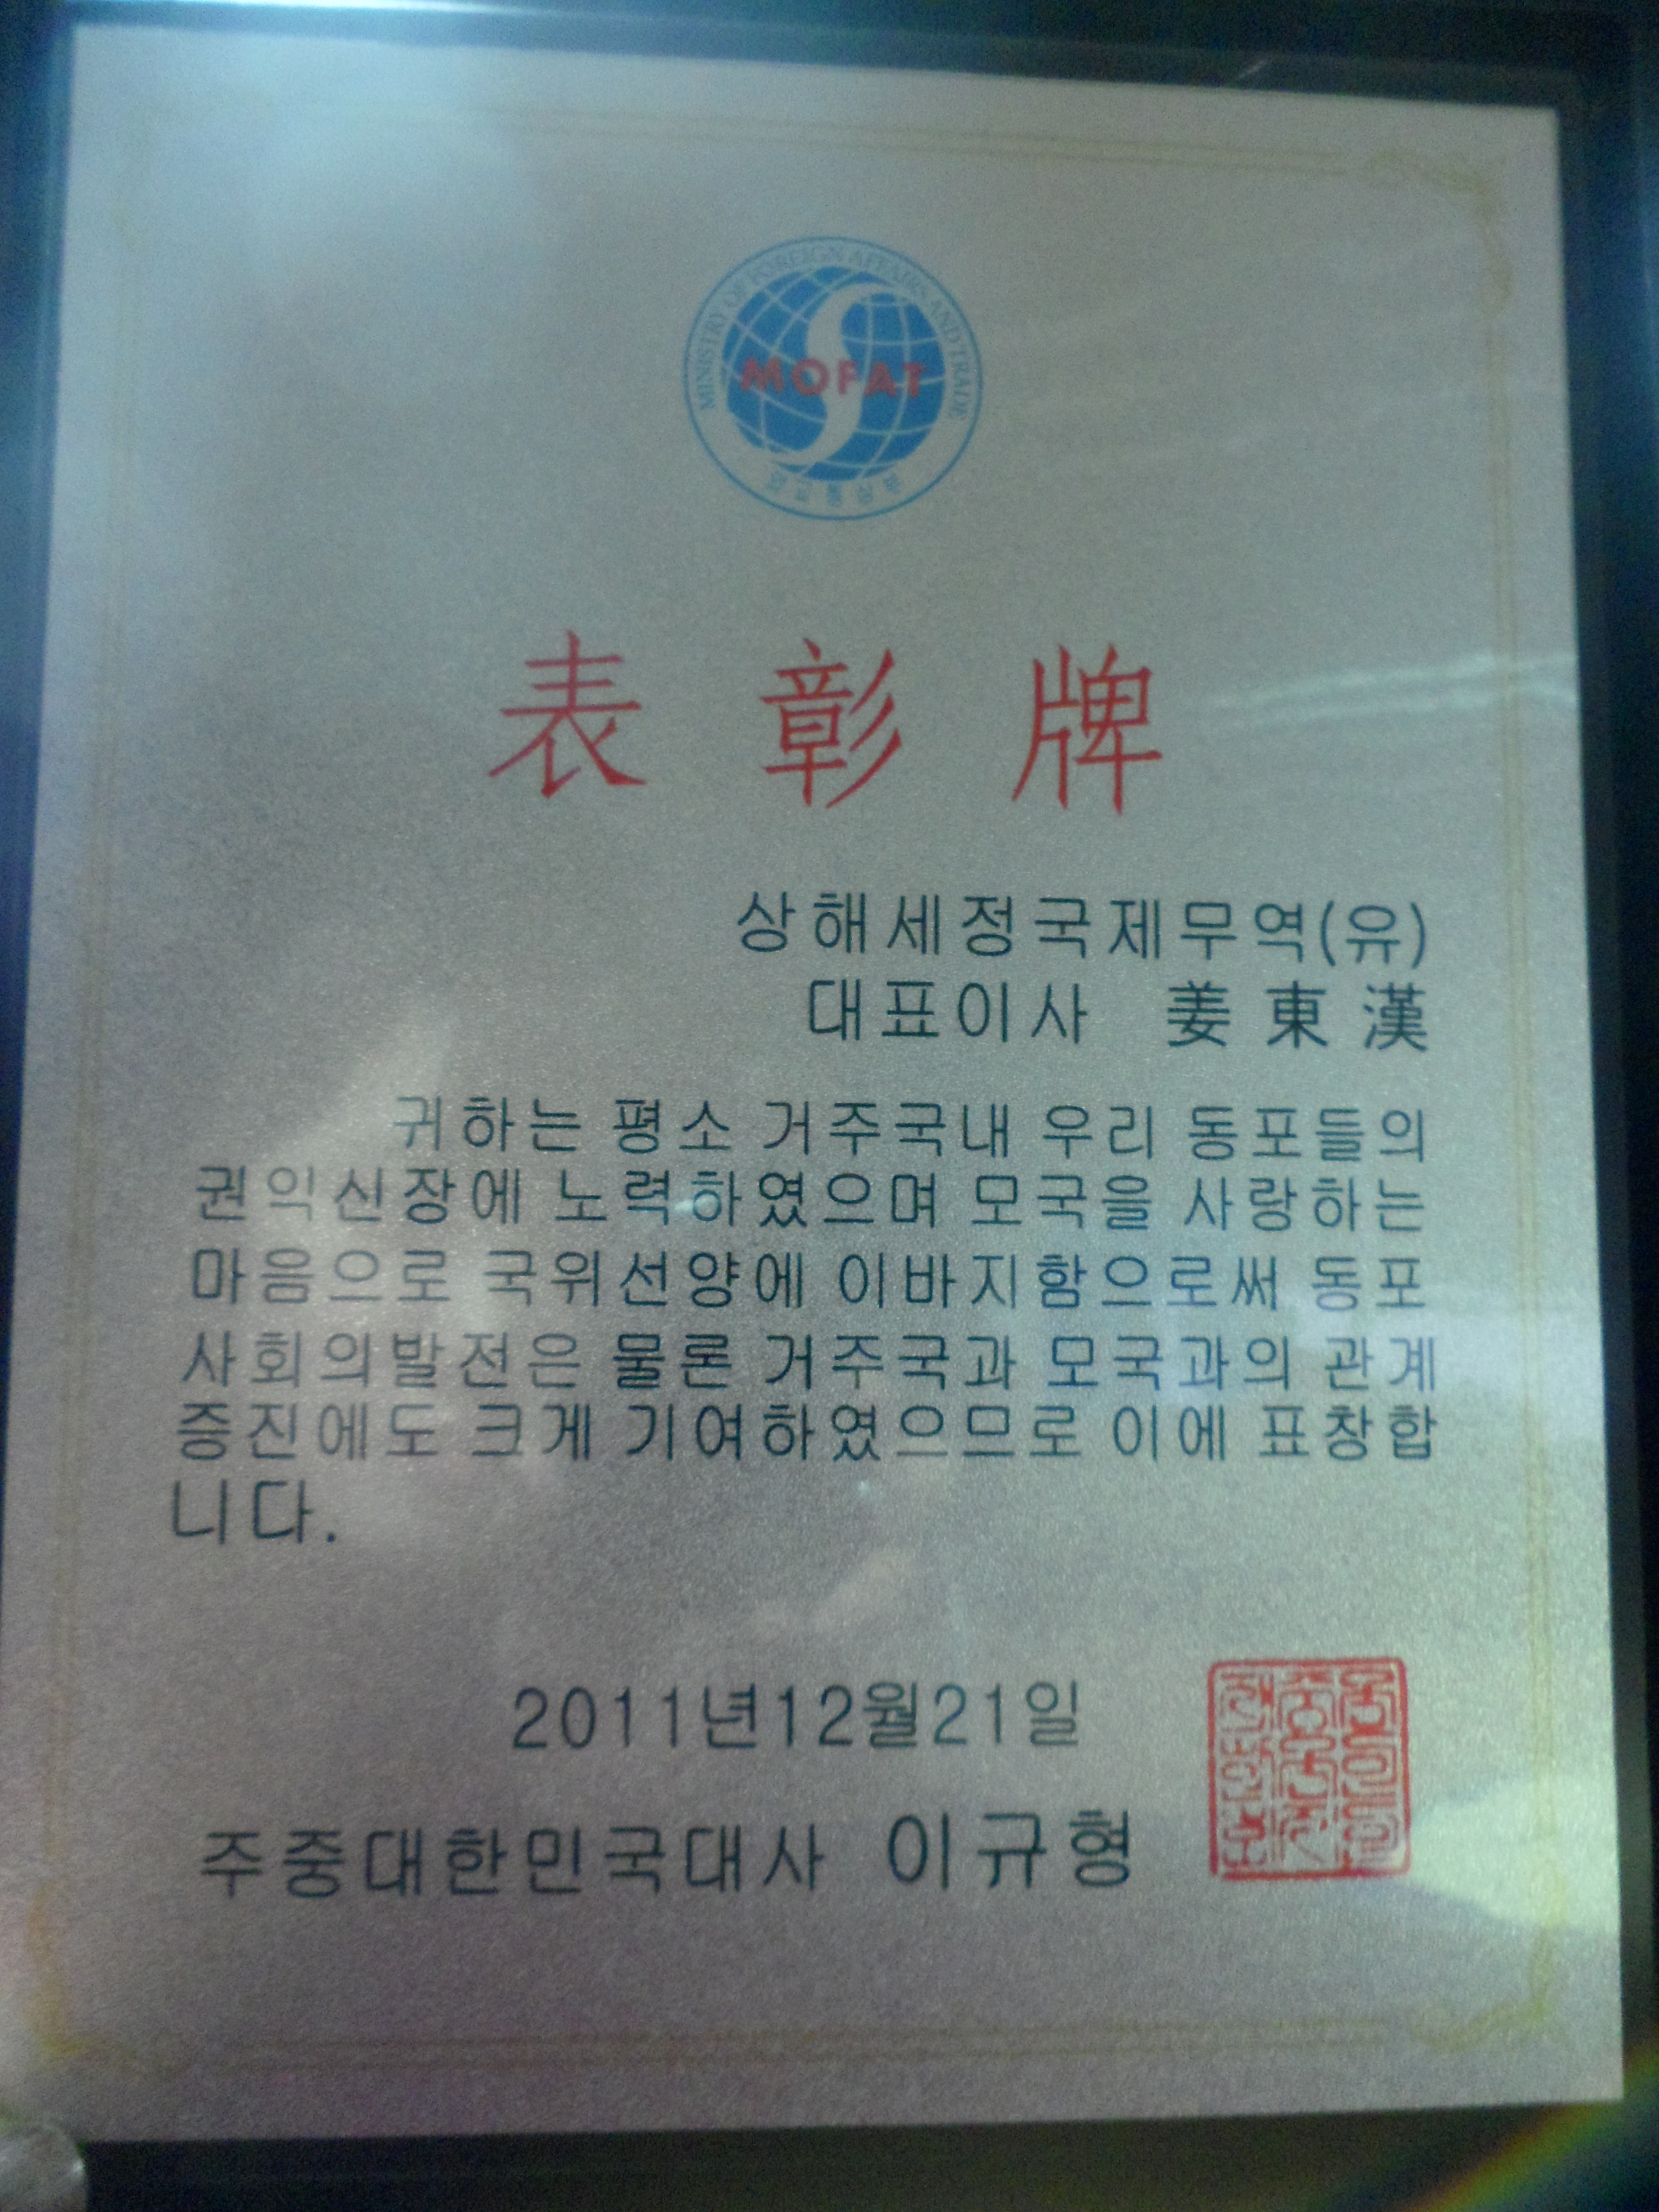 MINISTRY OF FOREIGN AFFAIRS AND TRADE
MOFAT
외교통상부
表彰牌
상해세정국제무역(유)
대표이사 姜東漢
귀하는 평소 거주국내 우리 동포들의
권익신장에 노력하였으며 모국을 사랑하는
마음으로 국위선양에 이바지함으로써 동포
사회의발전은 물론 거주국과 모국과의 관계
증진에도 크게 기여하였으므로 이에 표창합
니다.
2011년12월21일
주중대한민국대사 이규형